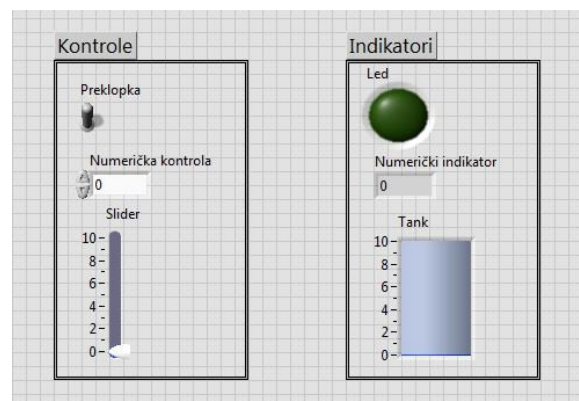 Kontrole
Preklopka
Numerička kontrola
0
Slider
10
8
6
4
2
0
Indikatori
Led
Numerički indikator
0
Tank
10
8
6
4
2
0